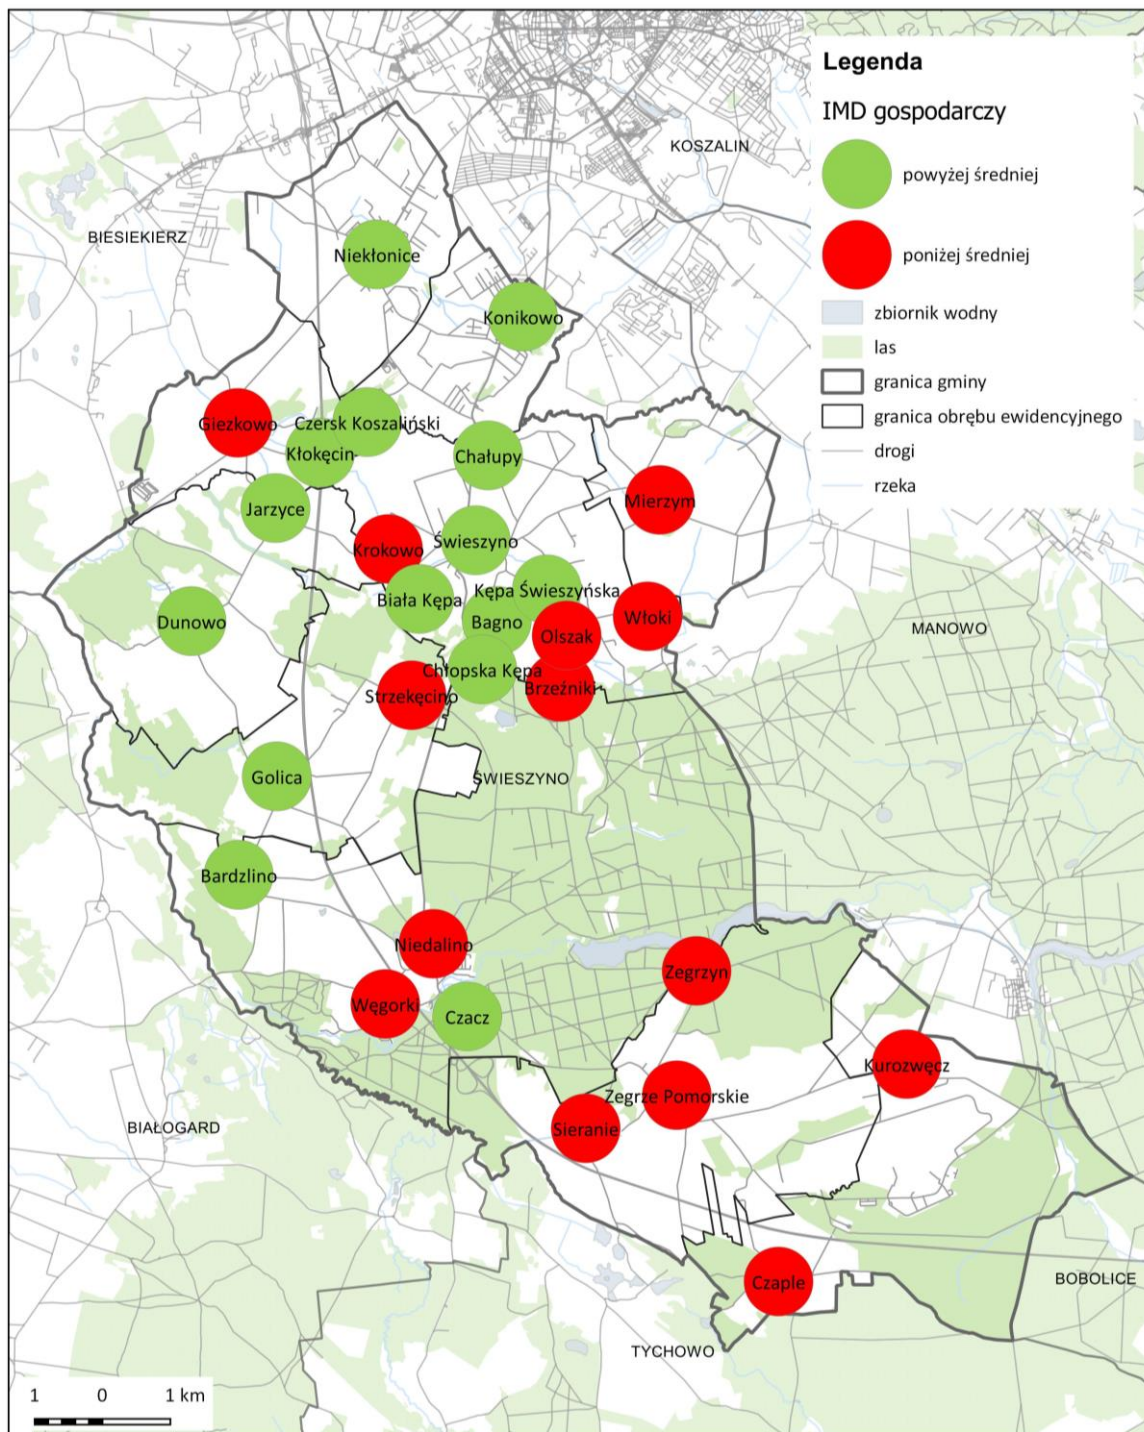 Legenda
IMD gospodarczy
powyżej średniej
poniżej średniej
zbiornik wodny
las
granica gminy
granica obrębu ewidencyjnego
drogi
rzeka
KOSZALIN
BIESIEKIERZ
Niekłonice
Konikowo
Giezkowo
Czersk Koszaliński
Kłokęcin
Chałupy
Jarzyce
Mierzym
Krokowo
Świeszyno
Biała Kępa
Kępa Świeszyńska
Dunowo
Bagno
Włoki
Olszak
MANOWO
Chłopska Kępa
Strzekęcino
Brzeźniki
Golica
ŚWIESZYNO
Bardzlino
Niedalino
Zegrzyn
Węgorki
Czacz
Kurozwęcz
Zegrze Pomorskie
Sieranie
BIAŁOGARD
Czaple
BOBOLICE
TYCHOWO
1 0 1 km